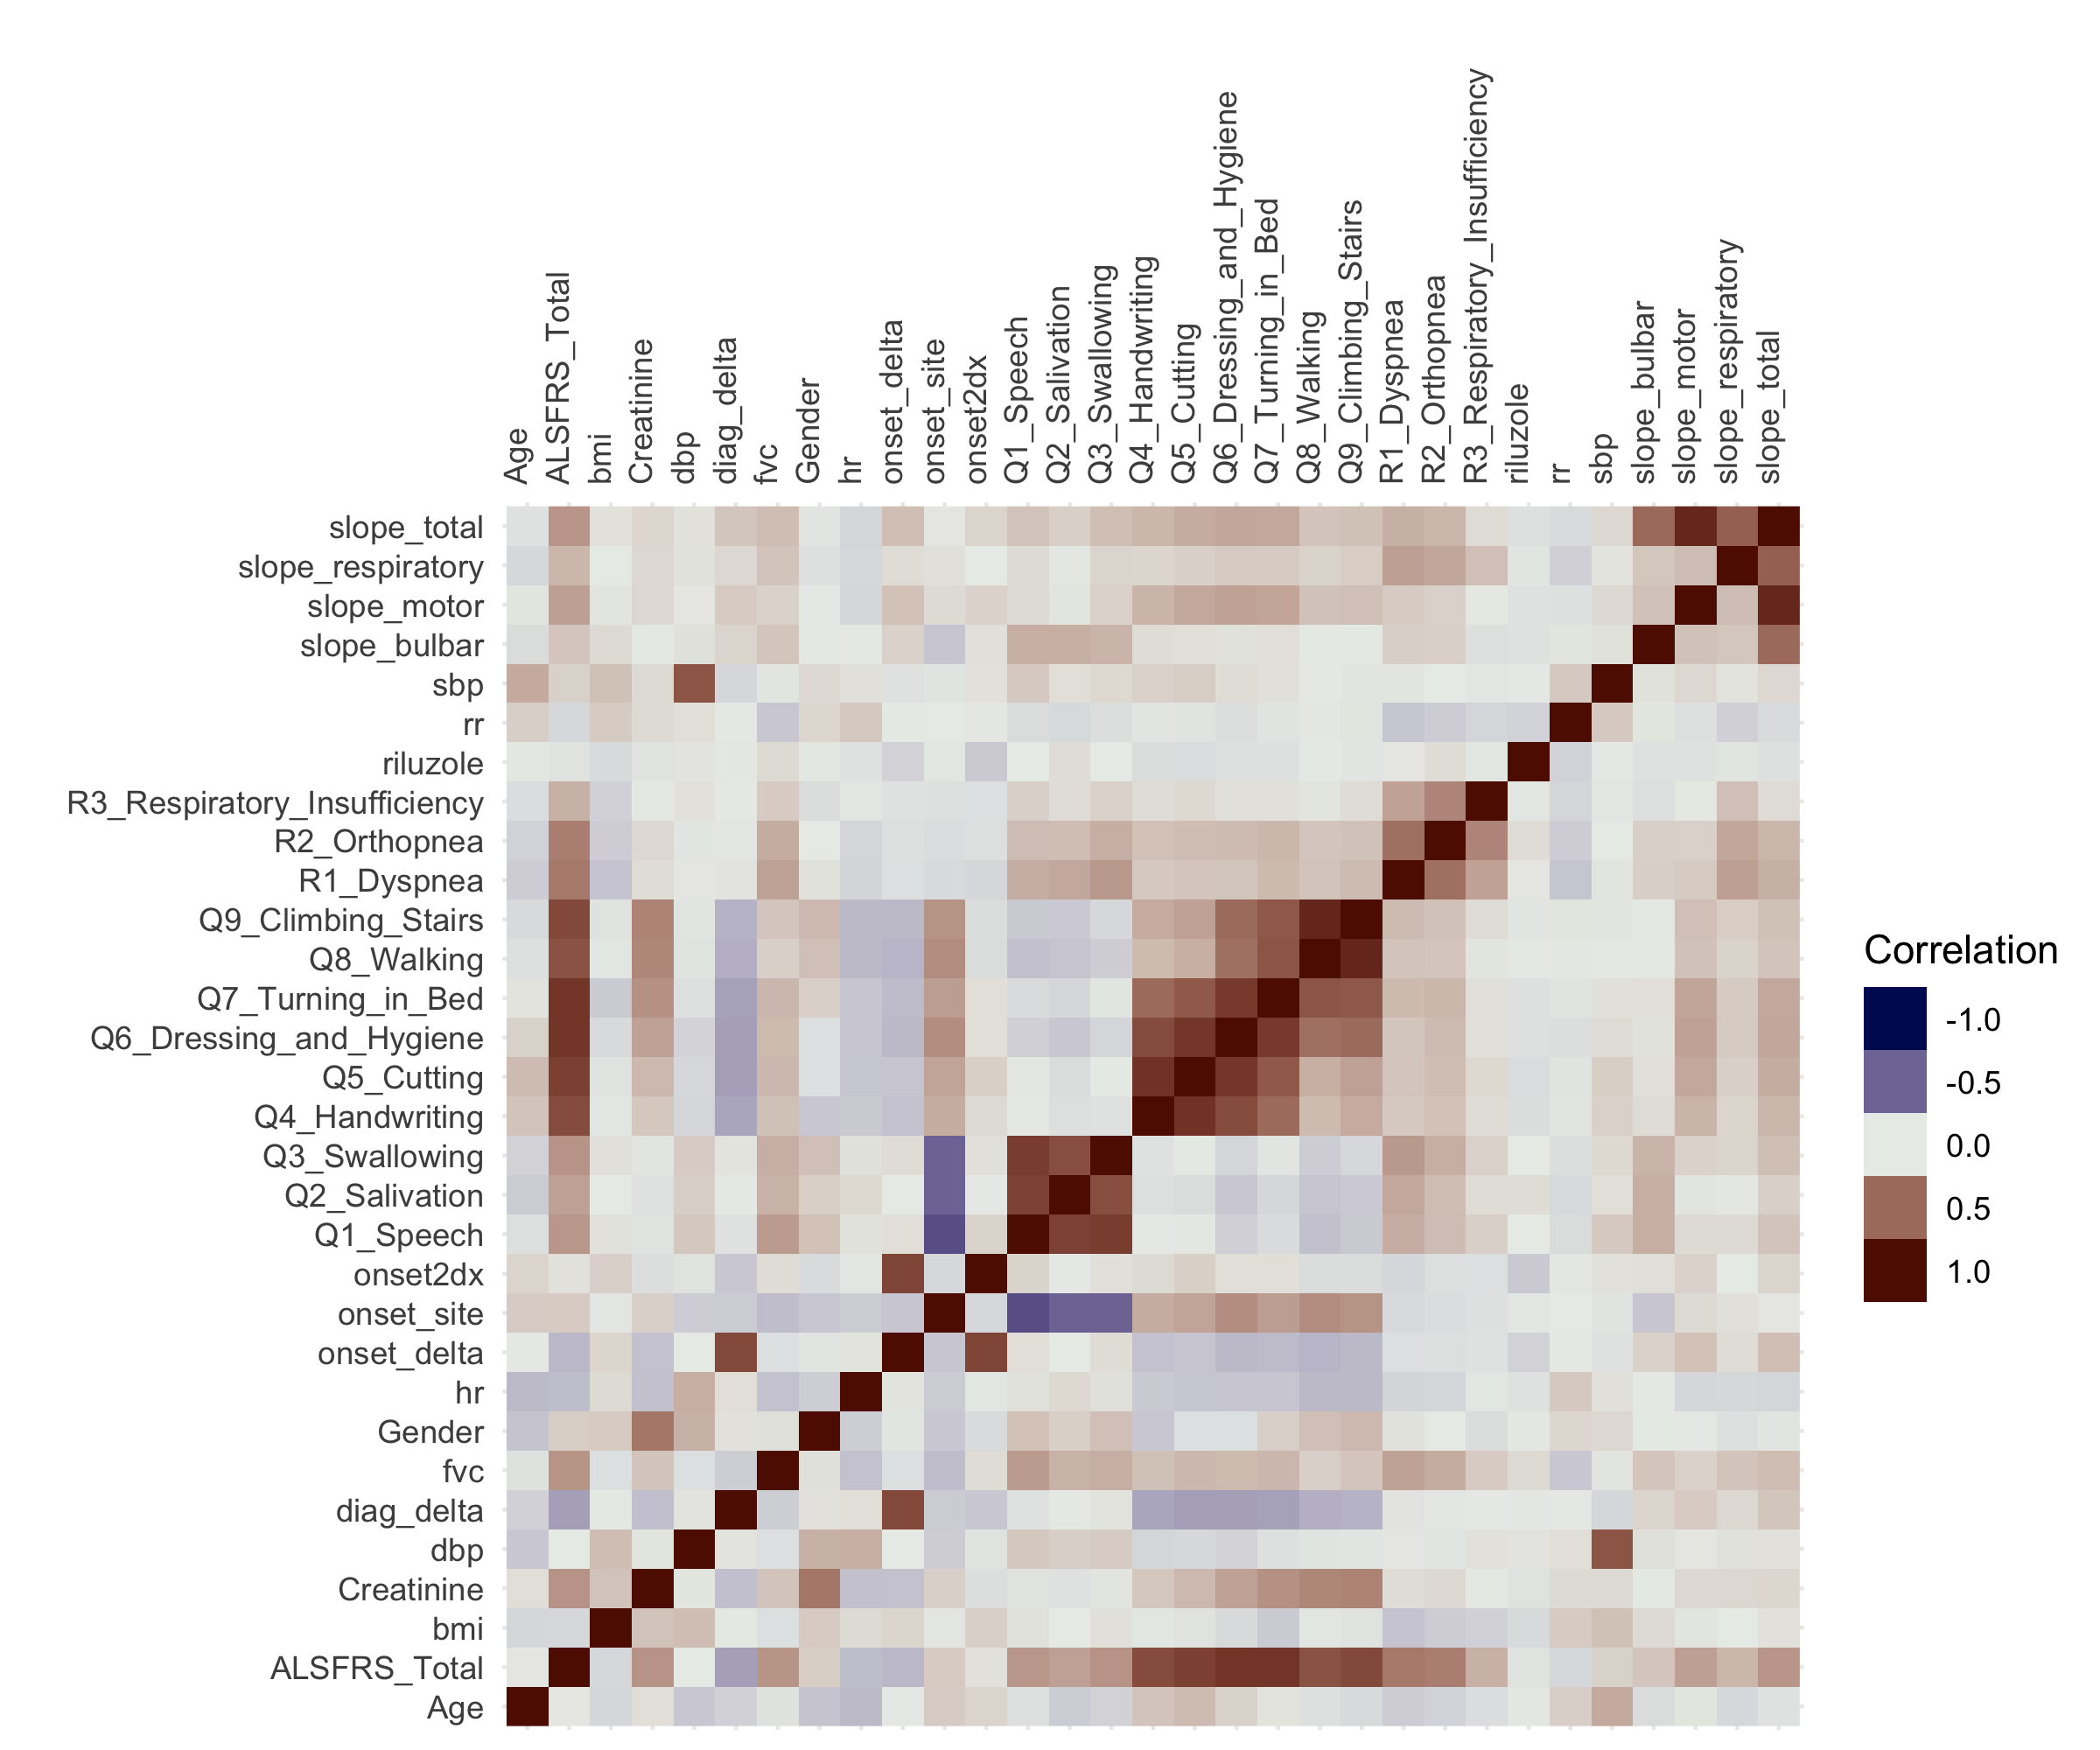 Age
ALSFRS_Total
bmi
Creatinine
dbp
diag_delta
fvc
Gender
hr
onset_delta
onset_site
onset2dx
Q1_Speech
Q2_Salivation
Q3_Swallowing
Q4_Handwriting
Q5_Cutting
Q6_Dressing_and_Hygiene
Q7_Turning_in_Bed
Q8_Walking
Q9_Climbing_Stairs
R1_Dyspnea
R2_Orthopnea
R3_Respiratory_Insufficiency
riluzole
rr
sbp
slope_bulbar
slope_motor
slope_respiratory
slope_total
slope_total
slope_respiratory
slope_motor
slope_bulbar
sbp
rr
riluzole
R3_Respiratory_Insufficiency
R2_Orthopnea
R1_Dyspnea
Q9_Climbing_Stairs
Q8_Walking
Q7_Turning_in_Bed
Q6_Dressing_and_Hygiene
Q5_Cutting
Q4_Handwriting
Q3_Swallowing
Q2_Salivation
Q1_Speech
onset2dx
onset_site
onset_delta
hr
Gender
fvc
diag_delta
dbp
Creatinine
bmi
ALSFRS_Total
Age
Correlation
-1.0
-0.5
0.0
0.5
1.0